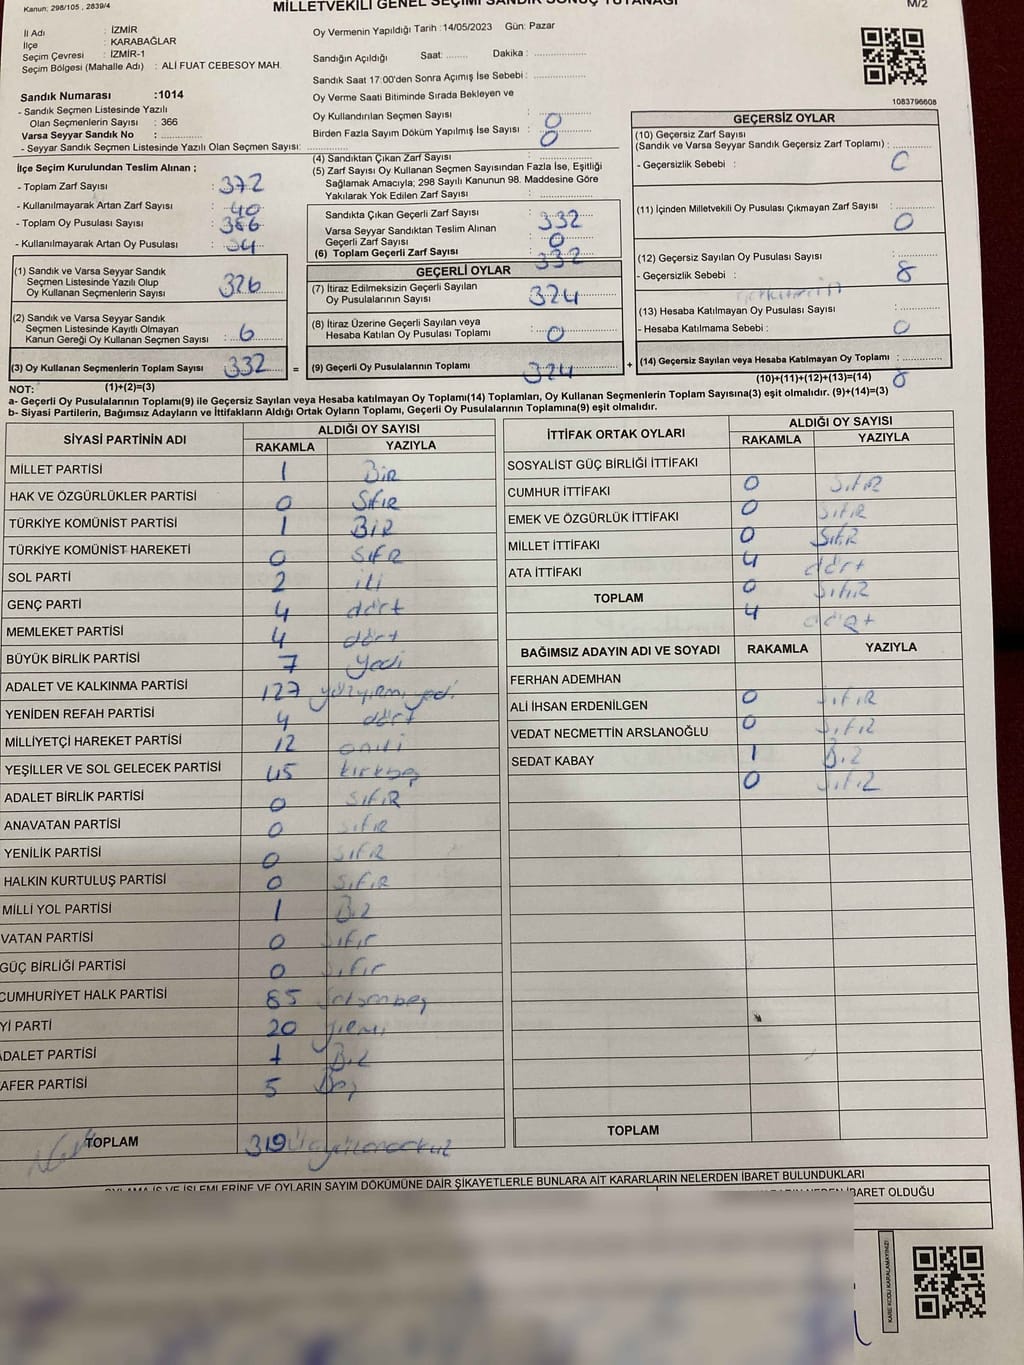 Kanun: 298/105 , 2839/4
MİLLETVEKİLİ GENEL SEÇİMİ SANDIK SONUÇ TUTANAĞI
M/2
İl Adı : İZMİR
İlçe : KARABAĞLAR
Seçim Çevresi : İZMİR-1
Seçim Bölgesi (Mahalle Adı) : ALİ FUAT CEBESOY MAH.
Oy Vermenin Yapıldığı Tarih :14/05/2023 Gün: Pazar
Sandığın Açıldığı Saat:........ Dakika : ...............
Sandık Saat 17:00'den Sonra Açımış İse Sebebi : ...............
Oy Verme Saati Bitiminde Sırada Bekleyen ve
Oy Kullandırılan Seçmen Sayısı : 0
Birden Fazla Sayım Döküm Yapılmış İse Sayısı : 0
1083796608
Sandık Numarası :1014
- Sandık Seçmen Listesinde Yazılı
Olan Seçmenlerin Sayısı : 366
Varsa Seyyar Sandık No : ..............
- Seyyar Sandık Seçmen Listesinde Yazılı Olan Seçmen Sayısı: ..............
İlçe Seçim Kurulundan Teslim Alınan ;
- Toplam Zarf Sayısı : 372
- Kullanılmayarak Artan Zarf Sayısı : 40
- Toplam Oy Pusulası Sayısı : 366
- Kullanılmayarak Artan Oy Pusulası : 34
(1) Sandık ve Varsa Seyyar Sandık
Seçmen Listesinde Yazılı Olup
Oy Kullanan Seçmenlerin Sayısı : 326
(2) Sandık ve Varsa Seyyar Sandık
Seçmen Listesinde Kayıtlı Olmayan
Kanun Gereği Oy Kullanan Seçmen Sayısı : 6
(3) Oy Kullanan Seçmenlerin Toplam Sayısı : 332 =
(4) Sandıktan Çıkan Zarf Sayısı : ..............
(5) Zarf Sayısı Oy Kullanan Seçmen Sayısından Fazla İse, Eşitliği
Sağlamak Amacıyla; 298 Sayılı Kanunun 98. Maddesine Göre
Yakılarak Yok Edilen Zarf Sayısı : ..............
Sandıkta Çıkan Geçerli Zarf Sayısı : 332
Varsa Seyyar Sandıktan Teslim Alınan
Geçerli Zarf Sayısı : 0
(6) Toplam Geçerli Zarf Sayısı : 332
GEÇERLİ OYLAR
(7) İtiraz Edilmeksizin Geçerli Sayılan
Oy Pusulalarının Sayısı : 324
(8) İtiraz Üzerine Geçerli Sayılan veya
Hesaba Katılan Oy Pusulası Toplamı : 0
(9) Geçerli Oy Pusulalarının Toplamı : 324 +
GEÇERSİZ OYLAR
(10) Geçersiz Zarf Sayısı
(Sandık ve Varsa Seyyar Sandık Geçersiz Zarf Toplamı) : ..............
- Geçersizlik Sebebi : 0
(11) İçinden Milletvekili Oy Pusulası Çıkmayan Zarf Sayısı : ..............
0
(12) Geçersiz Sayılan Oy Pusulası Sayısı : ..............
- Geçersizlik Sebebi : 8
(13) Hesaba Katılmayan Oy Pusulası Sayısı : ..............
- Hesaba Katılmama Sebebi : 0
(14) Geçersiz Sayılan veya Hesaba Katılmayan Oy Toplamı : ..............
(10)+(11)+(12)+(13)=(14) 8
NOT: (1)+(2)=(3)
a- Geçerli Oy Pusulalarının Toplamı(9) ile Geçersiz Sayılan veya Hesaba katılmayan Oy Toplamı(14) Toplamları, Oy Kullanan Seçmenlerin Toplam Sayısına(3) eşit olmalıdır. (9)+(14)=(3)
b- Siyasi Partilerin, Bağımsız Adayların ve İttifakların Aldığı Ortak Oyların Toplamı, Geçerli Oy Pusulalarının Toplamına(9) eşit olmalıdır.
SİYASİ PARTİNİN ADI ALDIĞI OY SAYISI
RAKAMLA YAZIYLA
MİLLET PARTİSİ 1 BİR
HAK VE ÖZGÜRLÜKLER PARTİSİ 0 SıfıR
TÜRKİYE KOMÜNİST PARTİSİ 1 BİR
TÜRKİYE KOMÜNİST HAREKETİ 0 SıfR
SOL PARTİ 2 iki
GENÇ PARTİ 4 dört
MEMLEKET PARTİSİ 4 dört
BÜYÜK BİRLİK PARTİSİ 7 Yedi
ADALET VE KALKINMA PARTİSİ 127 yüzyirmi yedi
YENİDEN REFAH PARTİSİ 4 dört
MİLLİYETÇİ HAREKET PARTİSİ 12 oniki
YEŞİLLER VE SOL GELECEK PARTİSİ 45 kırkbeş
ADALET BİRLİK PARTİSİ 0 SıfıR
ANAVATAN PARTİSİ 0 SıfıR
YENİLİK PARTİSİ 0 SıfıR
HALKIN KURTULUŞ PARTİSİ 0 SıfıR
MİLLİ YOL PARTİSİ 1 BiR
VATAN PARTİSİ 0 sıfır
GÜÇ BİRLİĞİ PARTİSİ 0 sıfır
CUMHURİYET HALK PARTİSİ 85
Yİ PARTİ 20 yirmi
ADALET PARTİSİ 1 BiR
AFER PARTİSİ 5 Beş
TOPLAM 319
İTTİFAK ORTAK OYLARI ALDIĞI OY SAYISI
RAKAMLA YAZIYLA
SOSYALİST GÜÇ BİRLİĞİ İTTİFAKI
CUMHUR İTTİFAKI 0 SıfıR
EMEK VE ÖZGÜRLÜK İTTİFAKI 0 SıfıR
MİLLET İTTİFAKI 0 SıfıR
ATA İTTİFAKI 4 dört
TOPLAM 0 SıfıR
4 dört
BAĞIMSIZ ADAYIN ADI VE SOYADI RAKAMLA YAZIYLA
FERHAN ADEMHAN
ALİ İHSAN ERDENİLGEN 0 SıfıR
VEDAT NECMETTİN ARSLANOĞLU 0 SıfıR
SEDAT KABAY 1 BiR
0 SıfıR
TOPLAM
OYLAMA İŞ VE İŞLEMLERİNE VE OYLARIN SAYIM DÖKÜMÜNE DAİR ŞİKAYETLERLE BUNLARA AİT KARARLARIN NELERDEN İBARET BULUNDUKLARI
İBARET OLDUĞU
KARE KODU KARALAMAYINIZ!